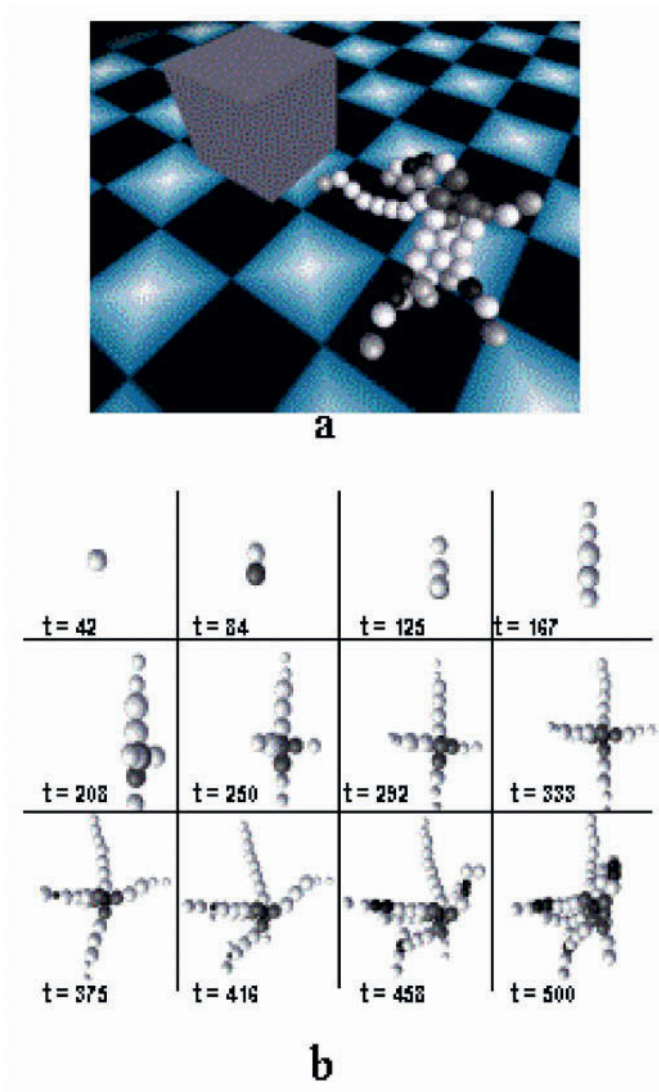 a
t = 42
t = 84
t = 125
t = 167
t = 208
t = 250
t = 292
t = 333
t = 375
t = 416
t = 458
t = 500
b